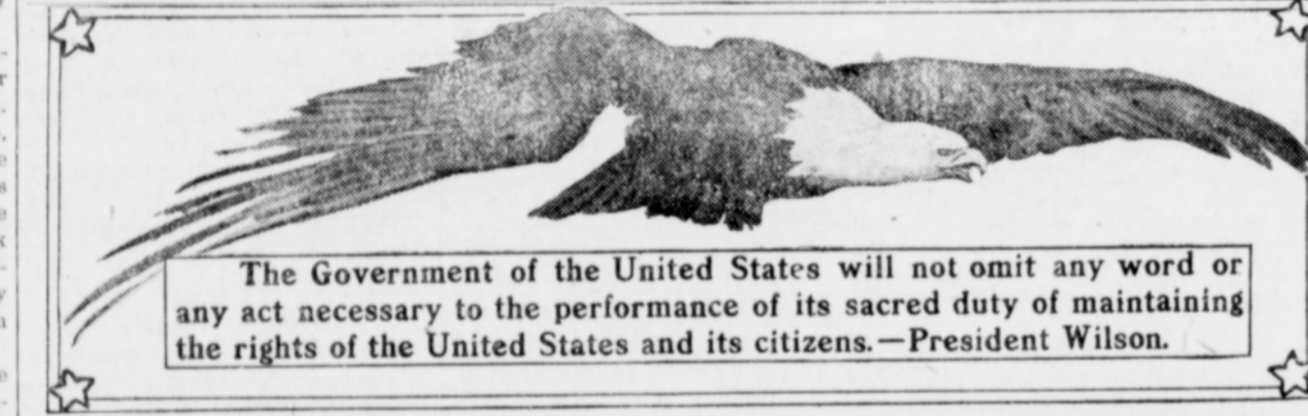 The Government of the United States will not omit any word or
any act necessary to the performance of its sacred duty of maintaining
the rights of the United States and its citizens.—President Wilson.